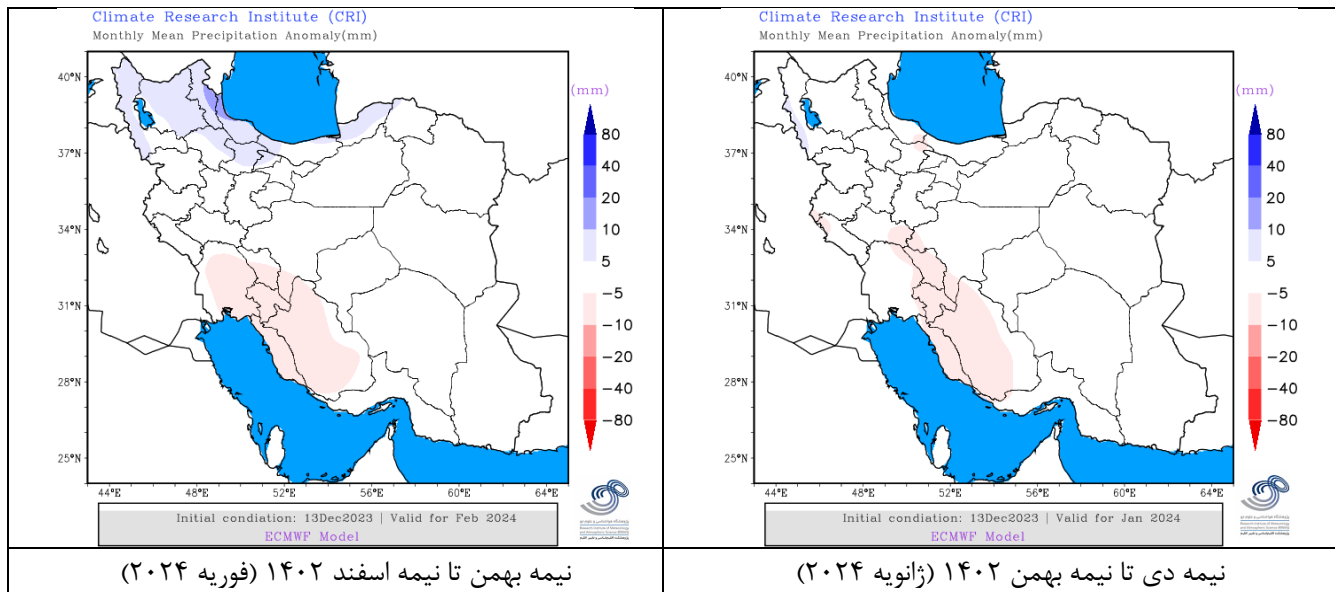 Climate Research Institute (CRI)
Monthly Mean Precipitation Anomaly(mm)
40°N
37°N
34°N
31°N
28°N
25°N
44°E
48°E
52°E
56°E
60°E
64°E
(mm)
80
40
20
10
5
−5
−10
−20
−40
−80
Initial condiation: 13Dec2023 | Valid for Feb 2024
ECMWF Model
نیمه بهمن تا نیمه اسفند ۱۴۰۲ (فوریه ۲۰۲۴)
Climate Research Institute (CRI)
Monthly Mean Precipitation Anomaly(mm)
40°N
37°N
34°N
31°N
28°N
25°N
44°E
48°E
52°E
56°E
60°E
64°E
(mm)
80
40
20
10
5
−5
−10
−20
−40
−80
Initial condiation: 13Dec2023 | Valid for Jan 2024
ECMWF Model
نیمه دی تا نیمه بهمن ۱۴۰۲ (ژانویه ۲۰۲۴)